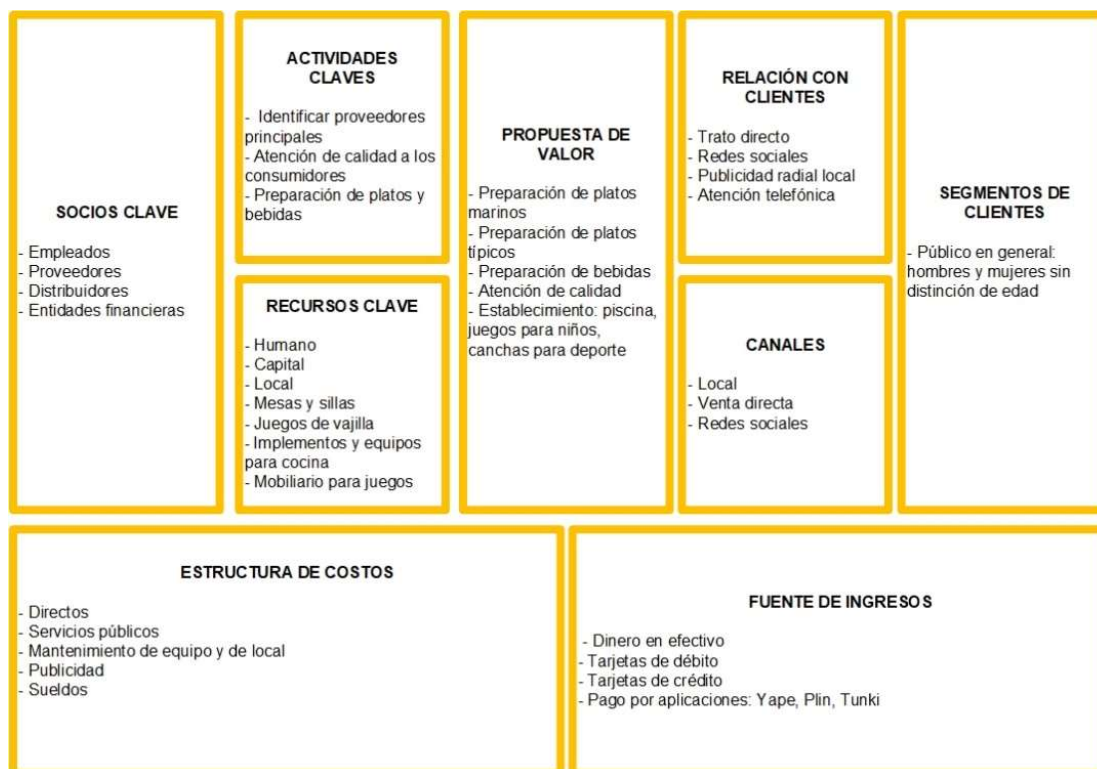 SOCIOS CLAVE
- Empleados
- Proveedores
- Distribuidores
- Entidades financieras
ACTIVIDADES
CLAVES
- Identificar proveedores
principales
- Atención de calidad a los
consumidores
- Preparación de platos y
bebidas
RECURSOS CLAVE
- Humano
- Capital
- Local
- Mesas y sillas
- Juegos de vajilla
- Implementos y equipos
para cocina
- Mobiliario para juegos
PROPUESTA DE
VALOR
- Preparación de platos
marinos
- Preparación de platos
típicos
- Preparación de bebidas
- Atención de calidad
- Establecimiento: piscina,
juegos para niños,
canchas para deporte
RELACIÓN CON
CLIENTES
- Trato directo
- Redes sociales
- Publicidad radial local
- Atención telefónica
CANALES
- Local
- Venta directa
- Redes sociales
SEGMENTOS DE
CLIENTES
- Público en general:
hombres y mujeres sin
distinción de edad
ESTRUCTURA DE COSTOS
- Directos
- Servicios públicos
- Mantenimiento de equipo y de local
- Publicidad
- Sueldos
FUENTE DE INGRESOS
- Dinero en efectivo
- Tarjetas de débito
- Tarjetas de crédito
- Pago por aplicaciones: Yape, Plin, Tunki